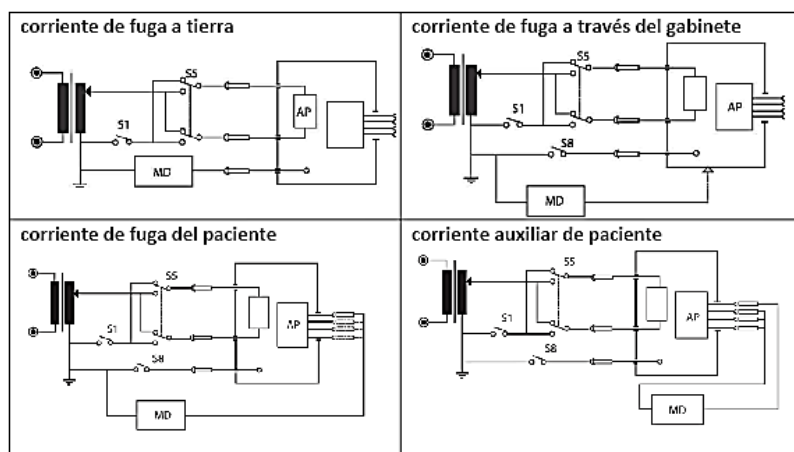 corriente de fuga a tierra
S5
S1
AP
MD
corriente de fuga a través del gabinete
S5
S1
AP
S8
MD
corriente de fuga del paciente
S5
S1
AP
S8
MD
corriente auxiliar de paciente
S5
S1
AP
S8
MD